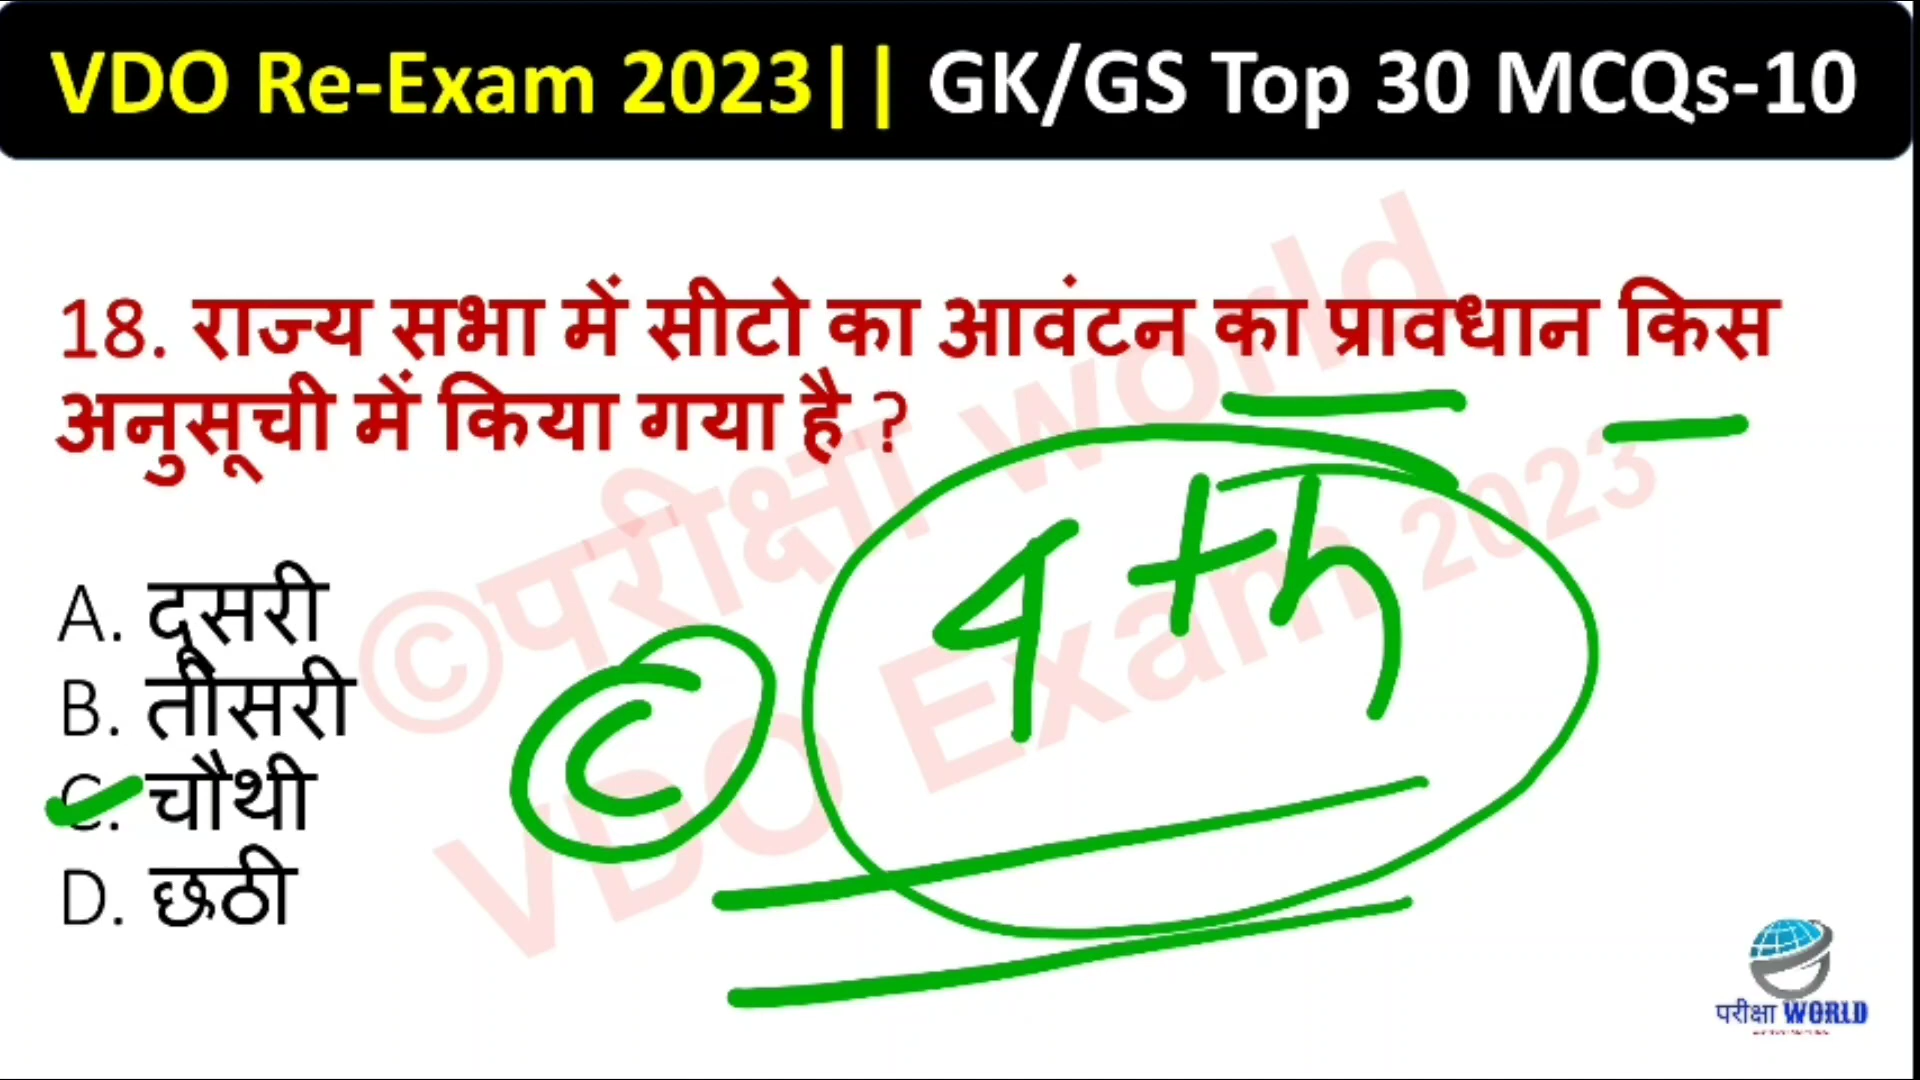 VDO Re-Exam 2023|| GK/GS Top 30 MCQs-10
18. राज्य सभा में सीटो का आवंटन का प्रावधान किस
अनुसूची में किया गया है ?
4th
A. दूसरी
B. तीसरी
C. चौथी
D. छठी
C
©परीक्षा world
VDO Exam 2023
परीक्षा WORLD